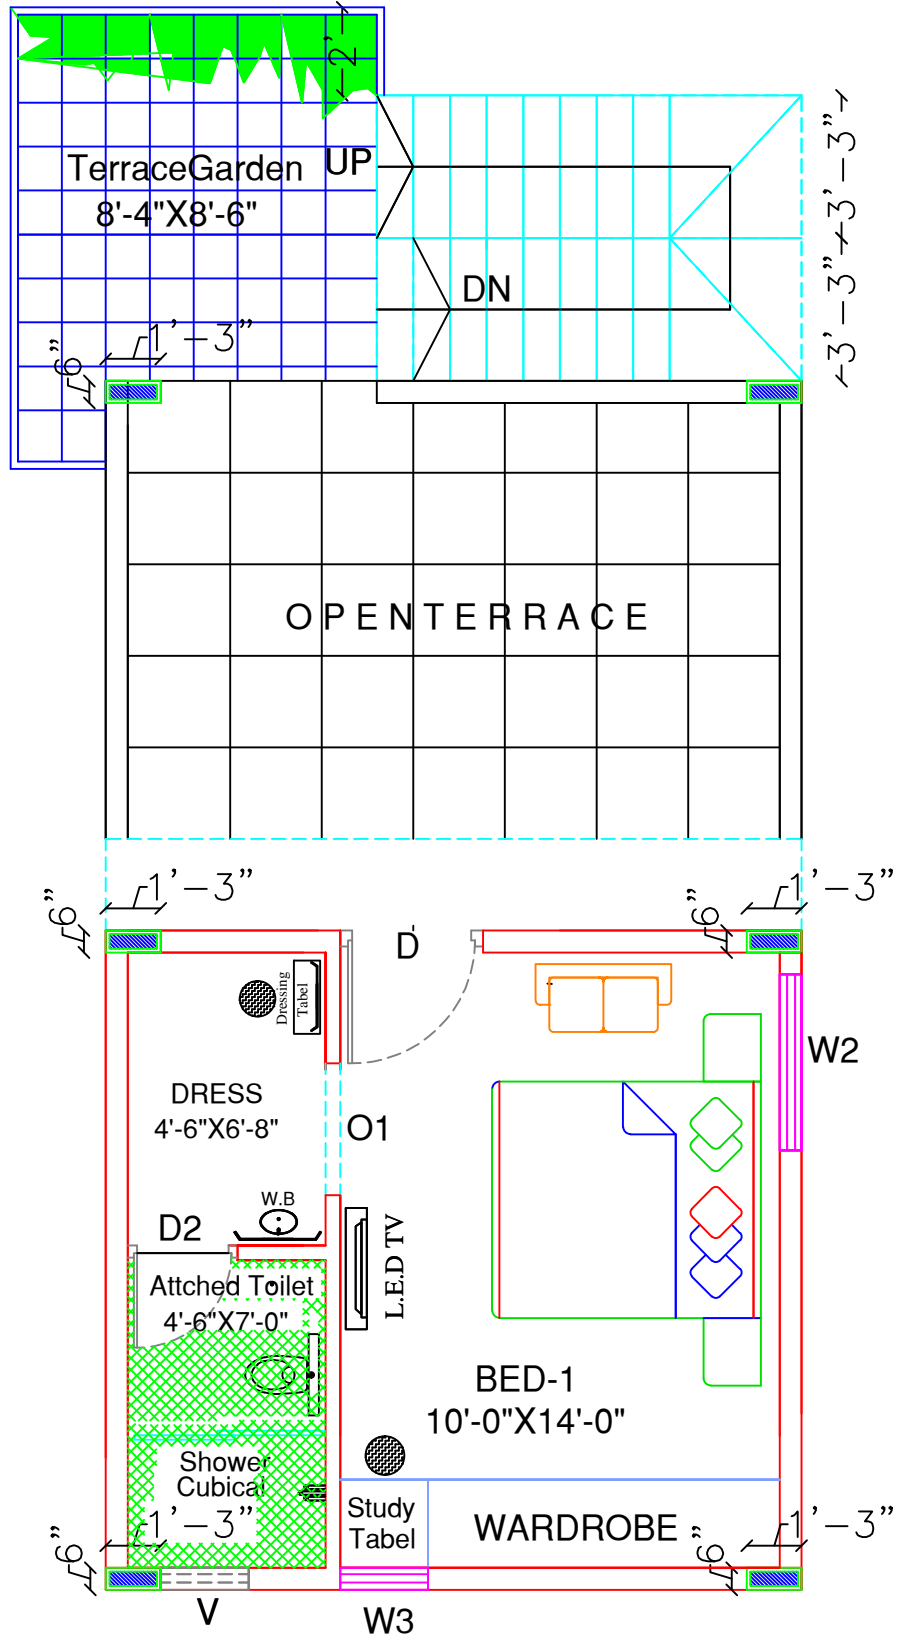 2'-
TerraceGarden
UP
8'-4"X8'-6"
3'-3"
3'-3"
DN
1'-3"
6"
OPENTERRACE
1'-3"
6"
1'-3"
6"
D
Dressing
Tabel
W2
DRESS
4'-6"X6'-8"
O1
W.B
D2
L.E.D TV
Attched Toilet
4'-6"X7'-0"
BED-1
10'-0"X14'-0"
Shower
Cubical
Study
Tabel
WARDROBE
1'-3"
6"
1'-3"
6"
V
W3